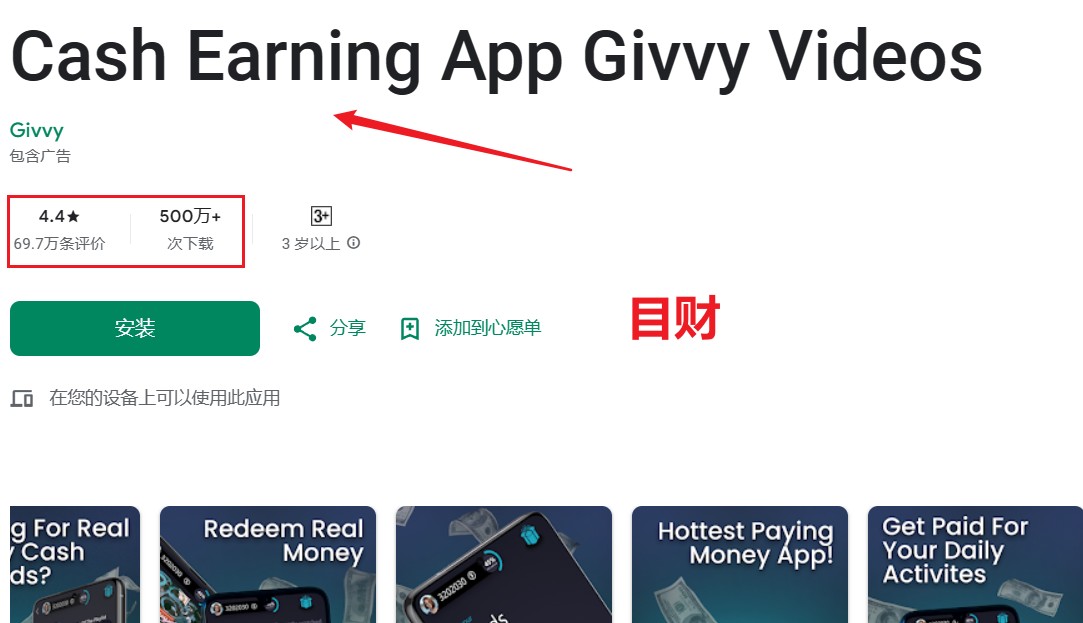 Cash Earning App Givvy Videos
Givvy
包含广告
4.4★
69.7万条评价
500万+
次下载
3+
3 岁以上
安装
分享
添加到心愿单
目财
在您的设备上可以使用此应用
g For Real
Cash
ds?
Redeem Real
Money
3202030
3202030
40%
Hottest Paying
Money App!
Get Paid For
Your Daily
Activites